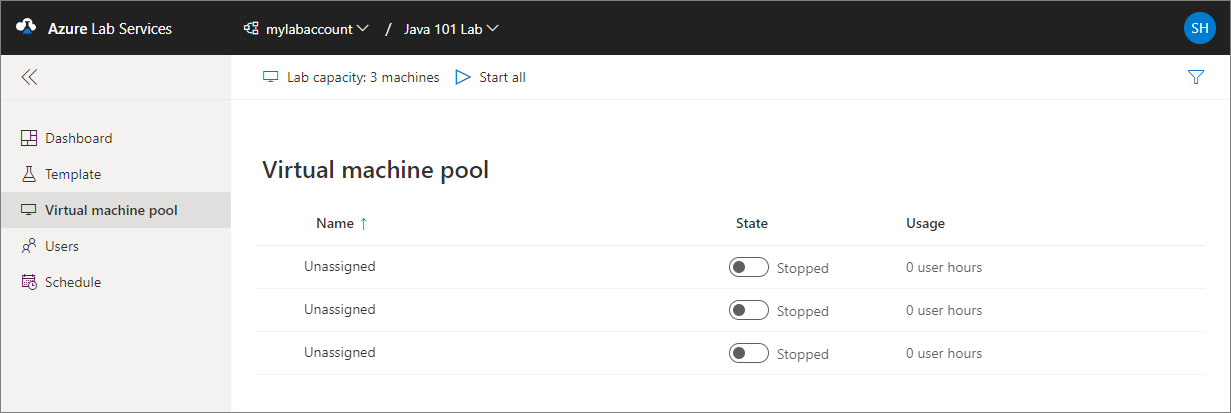 Azure Lab Services mylabaccount / Java 101 Lab SH
Lab capacity: 3 machines Start all
Dashboard
Template
Virtual machine pool
Users
Schedule
Virtual machine pool
Name ↑ State Usage
Unassigned Stopped 0 user hours
Unassigned Stopped 0 user hours
Unassigned Stopped 0 user hours